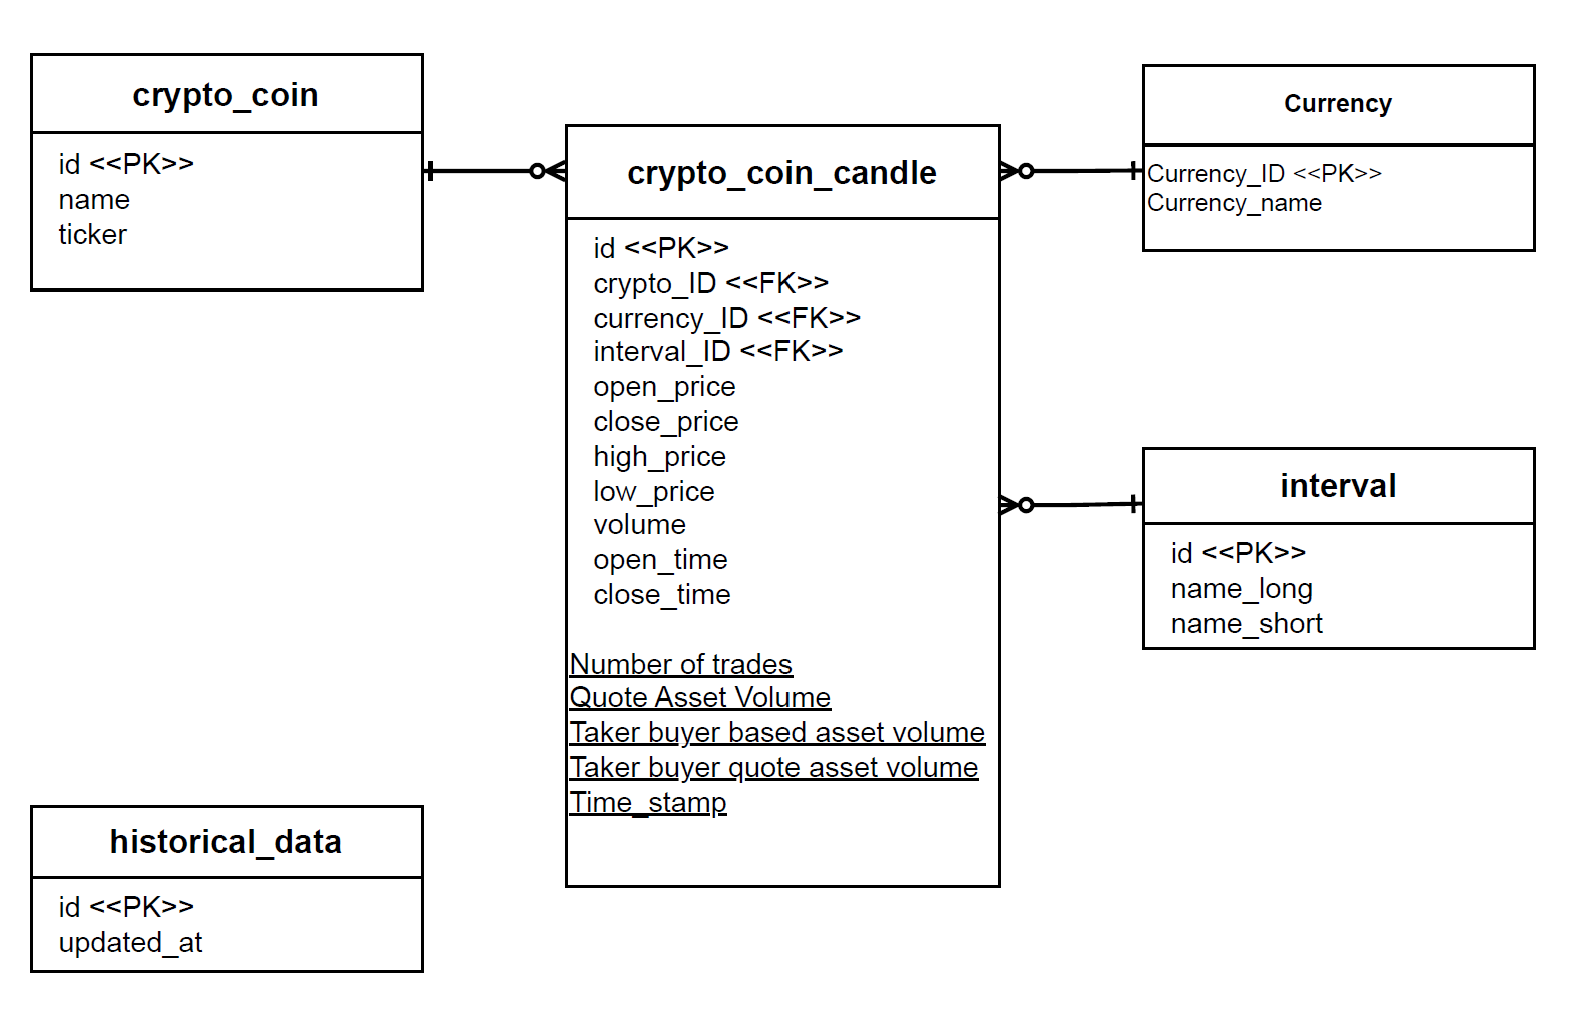 crypto_coin
id <<PK>>
name
ticker
crypto_coin_candle
id <<PK>>
crypto_ID <<FK>>
currency_ID <<FK>>
interval_ID <<FK>>
open_price
close_price
high_price
low_price
volume
open_time
close_time
Number of trades
Quote Asset Volume
Taker buyer based asset volume
Taker buyer quote asset volume
Time_stamp
Currency
Currency_ID <<PK>>
Currency_name
interval
id <<PK>>
name_long
name_short
historical_data
id <<PK>>
updated_at